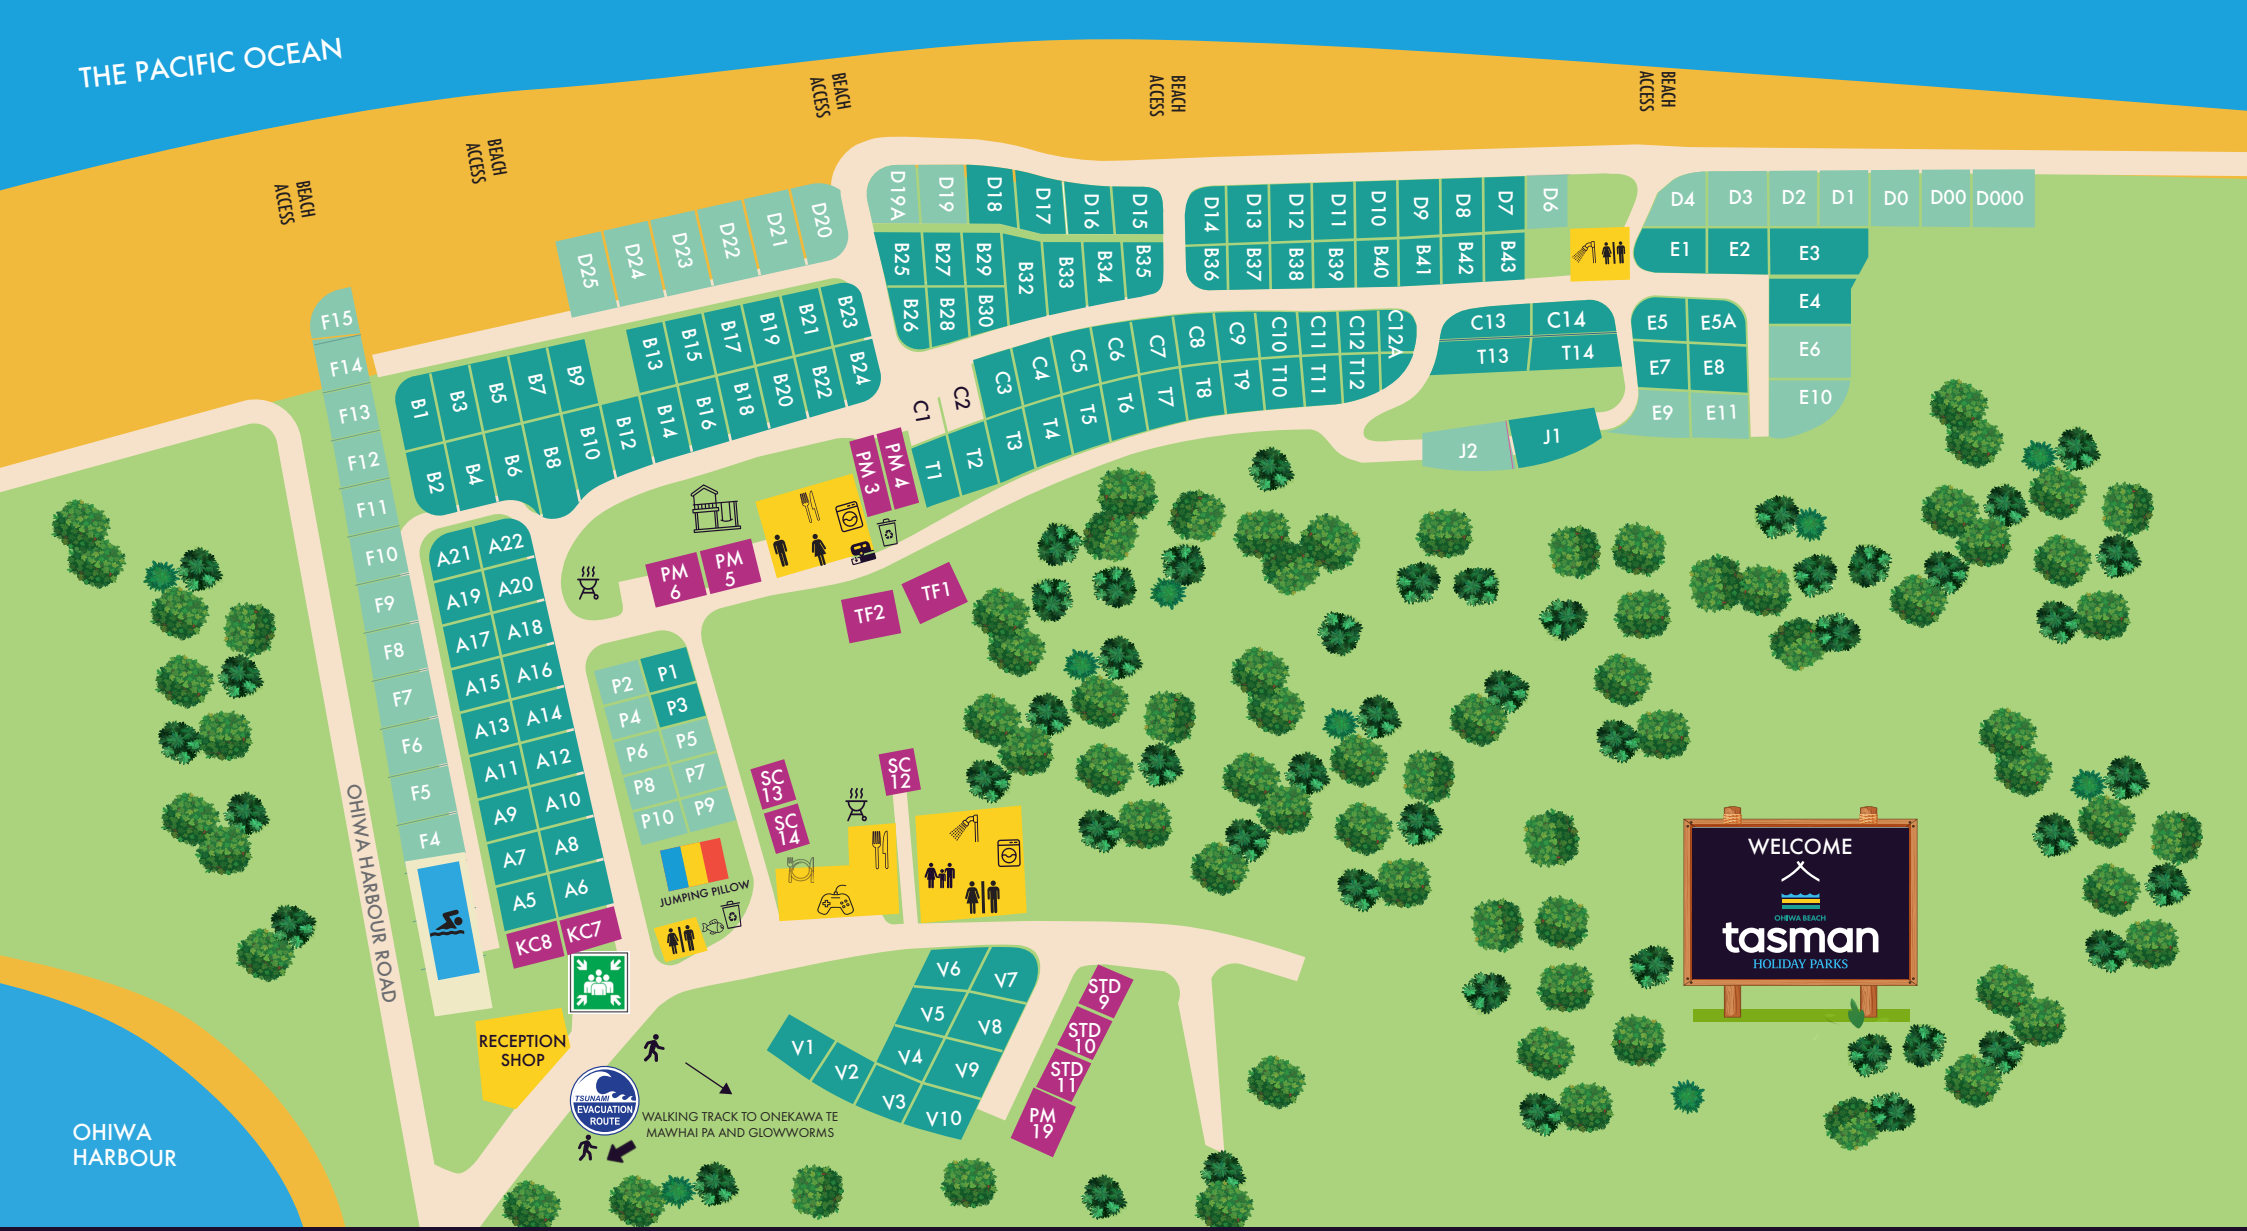 THE PACIFIC OCEAN
BEACH
ACCESS
BEACH
ACCESS
BEACH
ACCESS
BEACH
ACCESS
BEACH
ACCESS
D25
D24
D23
D22
D21
D20
D19A
D19
D18
D17
D16
D15
D14
D13
D12
D11
D10
D9
D8
D7
D6
D4
D3
D2
D1
D0
D00
D000
B25
B27
B29
B32
B33
B34
B35
B36
B37
B38
B39
B40
B41
B42
B43
B26
B28
B30
E1
E2
E3
E4
E5
E5A
E6
E7
E8
E9
E11
E10
F15
F14
F13
F12
F11
F10
F9
F8
F7
F6
F5
F4
B1
B3
B5
B7
B9
B13
B15
B17
B19
B21
B23
B2
B4
B6
B8
B10
B12
B14
B16
B18
B20
B22
B24
C1
C2
C3
C4
C5
C6
C7
C8
C9
C10
C11
C12
C12A
C13
C14
T1
T2
T3
T4
T5
T6
T7
T8
T9
T10
T11
T12
T13
T14
J2
J1
PM 3
PM 4
PM
5
PM
6
TF2
TF1
A21
A22
A19
A20
A17
A18
A15
A16
A13
A14
A11
A12
A9
A10
A7
A8
A5
A6
KC8
KC7
P2
P1
P4
P3
P6
P5
P8
P7
P10
P9
JUMPING PILLOW
SC
13
SC
14
SC
12
OHIWA HARBOUR ROAD
RECEPTION
SHOP
TSUNAMI
EVACUATION
ROUTE
WALKING TRACK TO ONEKAWA TE
MAWHAI PA AND GLOWWORMS
V6
V7
V5
V8
V4
V9
V1
V2
V3
V10
STD
9
STD
10
STD
11
PM
19
OHIWA
HARBOUR
WELCOME
OHIWA BEACH
tasman
HOLIDAY PARKS